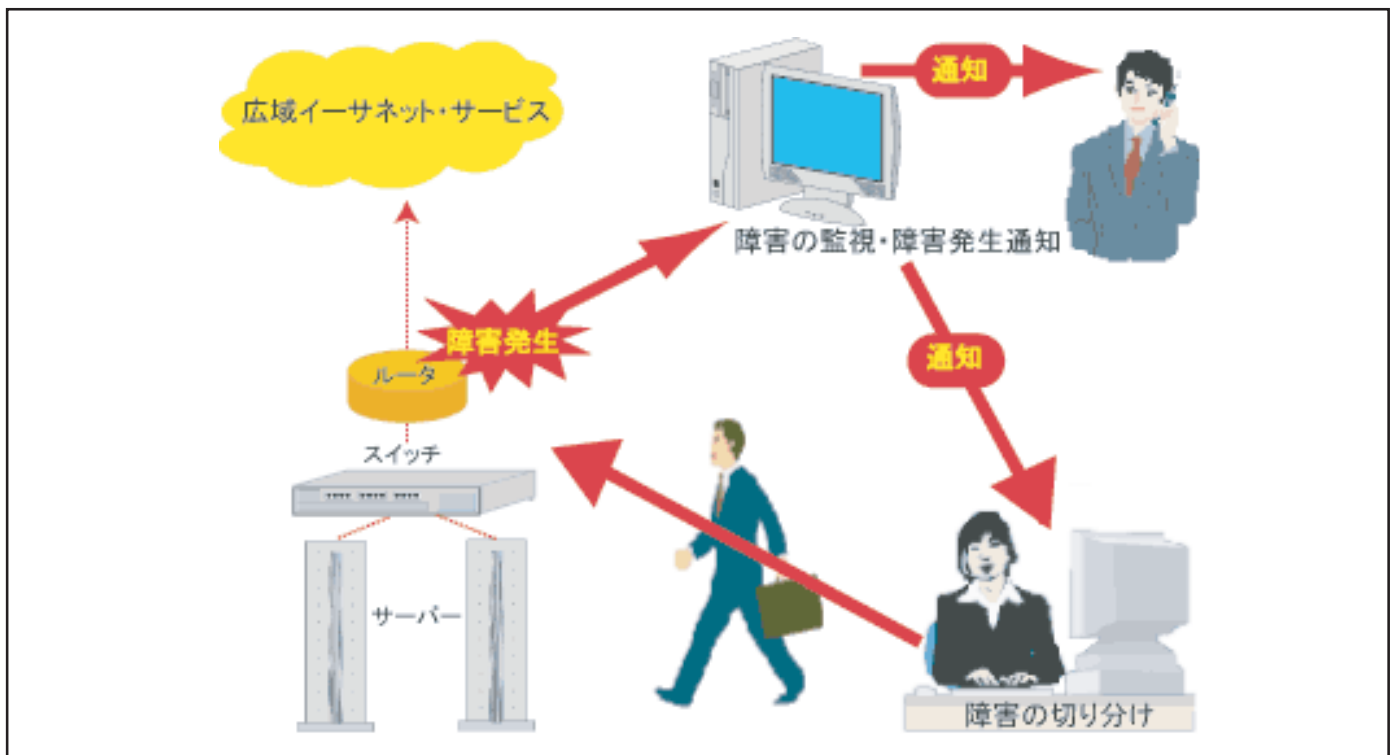 広域イーサネット・サービス
通知
障害の監視・障害発生通知
障害発生
通知
ルータ
スイッチ
サーバー
障害の切り分け